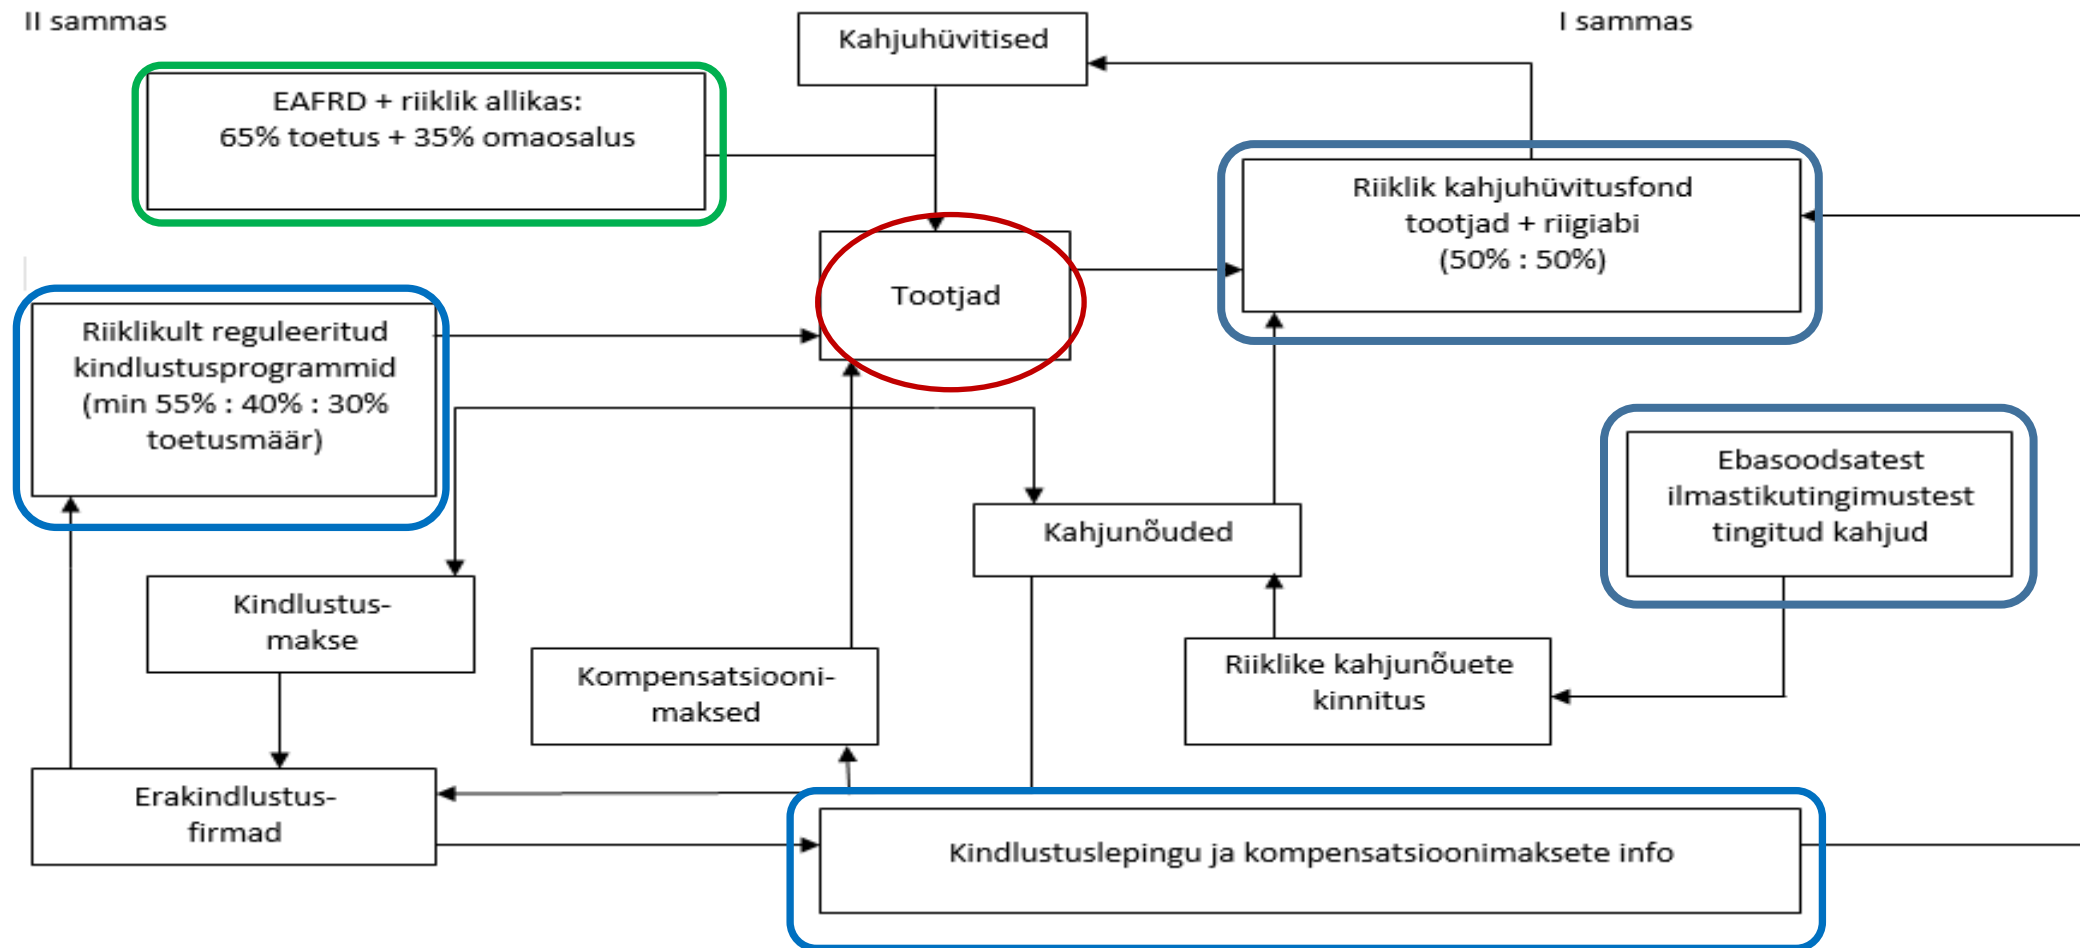 II sammas
I sammas
Kahjuhüvitised
EAFRD + riiklik allikas:
65% toetus + 35% omaosalus
Riiklik kahjuhüvitusfond
tootjad + riigiabi
(50% : 50%)
Tootjad
Riiklikult reguleeritud
kindlustusprogrammid
(min 55% : 40% : 30%
toetusmäär)
Ebasoodsatest
ilmastikutingimustest
tingitud kahjud
Kahjunõuded
Kindlustus-
makse
Kompensatsiooni-
maksed
Riiklike kahjunõuete
kinnitus
Erakindlustus-
firmad
Kindlustuslepingu ja kompensatsioonimaksete info